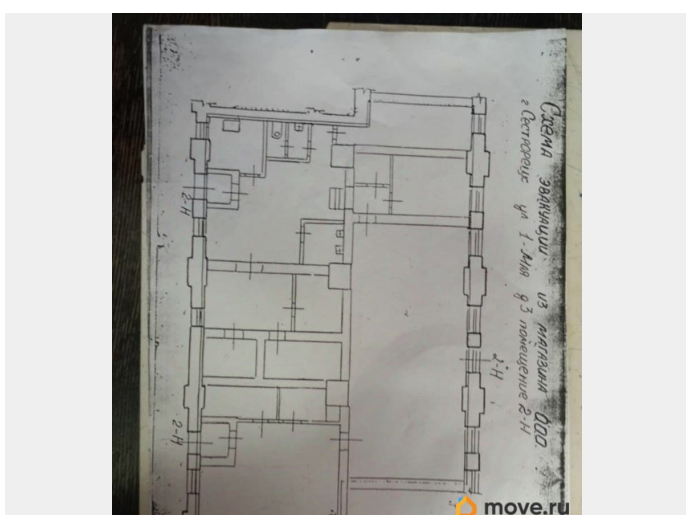 Схема эвакуации из магазина ООО
г Сестрорецк ул 1-Мая д 3 помещение 2-Н
2-Н
2-Н
2-Н
move.ru